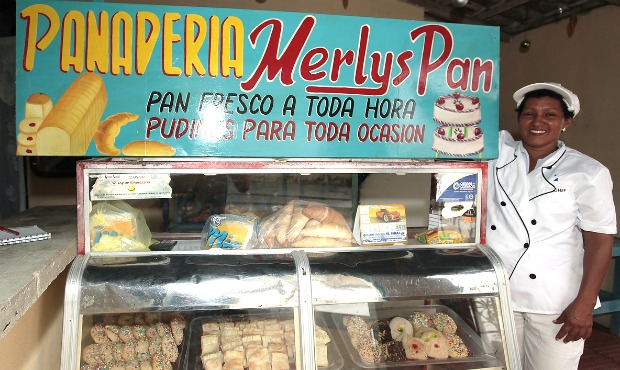 PANADERIA MerlysPan
PAN FRESCO A TODA HORA
PUDINES PARA TODA OCASION